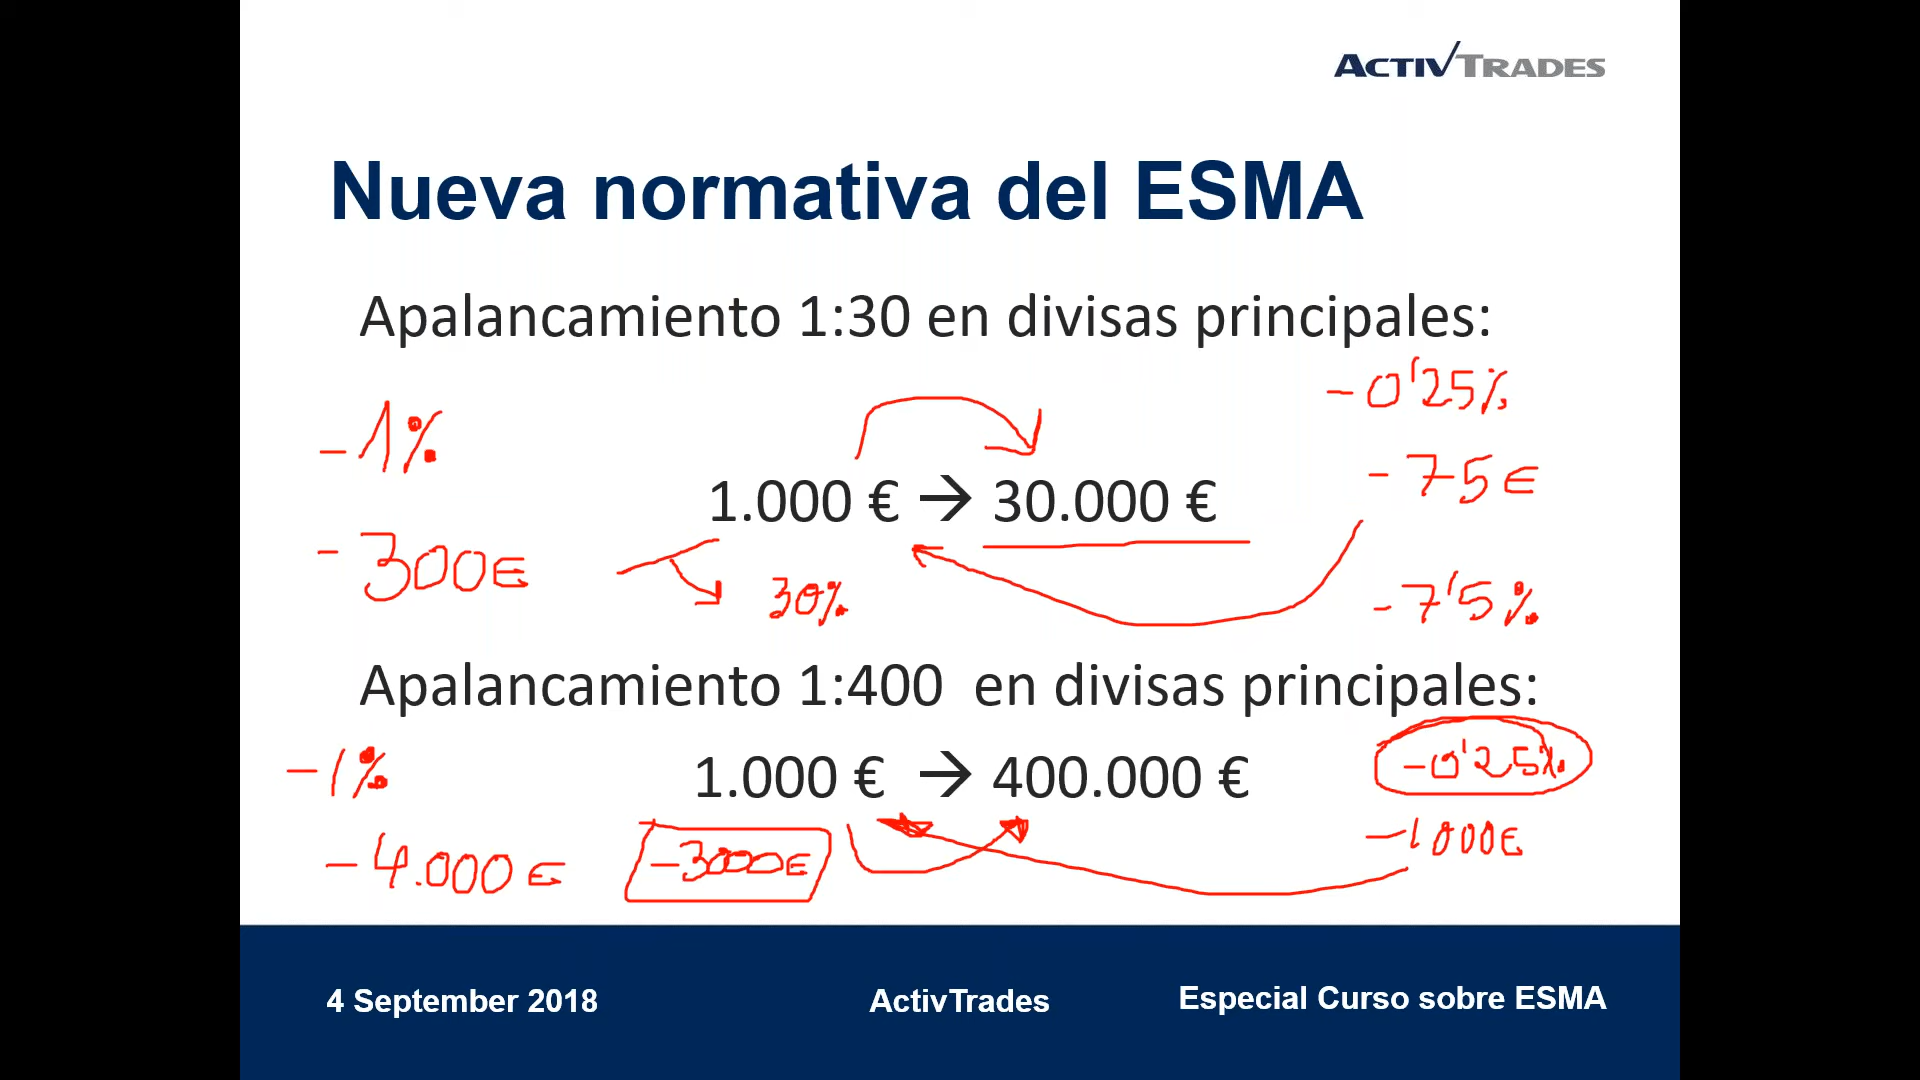 ACTIVTRADES
Nueva normativa del ESMA
Apalancamiento 1:30 en divisas principales:
-0'25%
-1%
-75€
1.000 € → 30.000 €
-300€
30%
-7'5%
Apalancamiento 1:400 en divisas principales:
-0'25%
-1%
1.000 € → 400.000 €
-1000€
-4.000€
-3000€
4 September 2018
ActivTrades
Especial Curso sobre ESMA